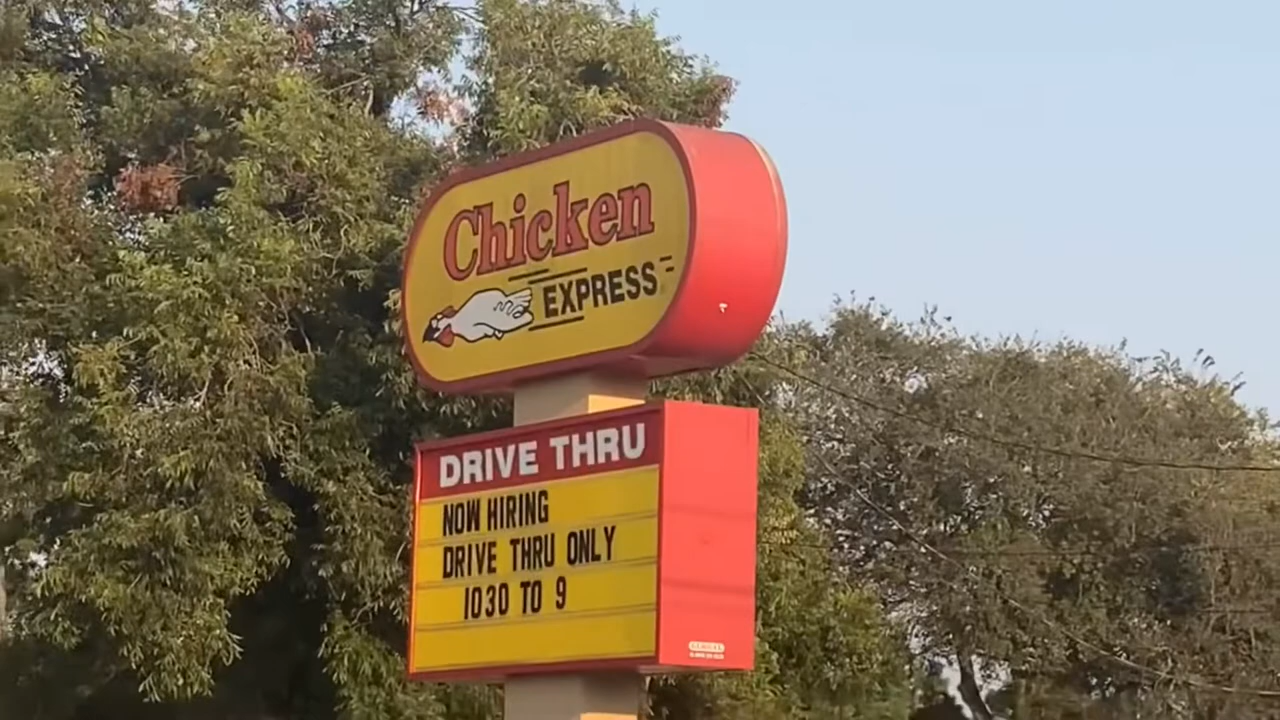 Chicken
EXPRESS
DRIVE THRU
NOW HIRING
DRIVE THRU ONLY
1030 TO 9